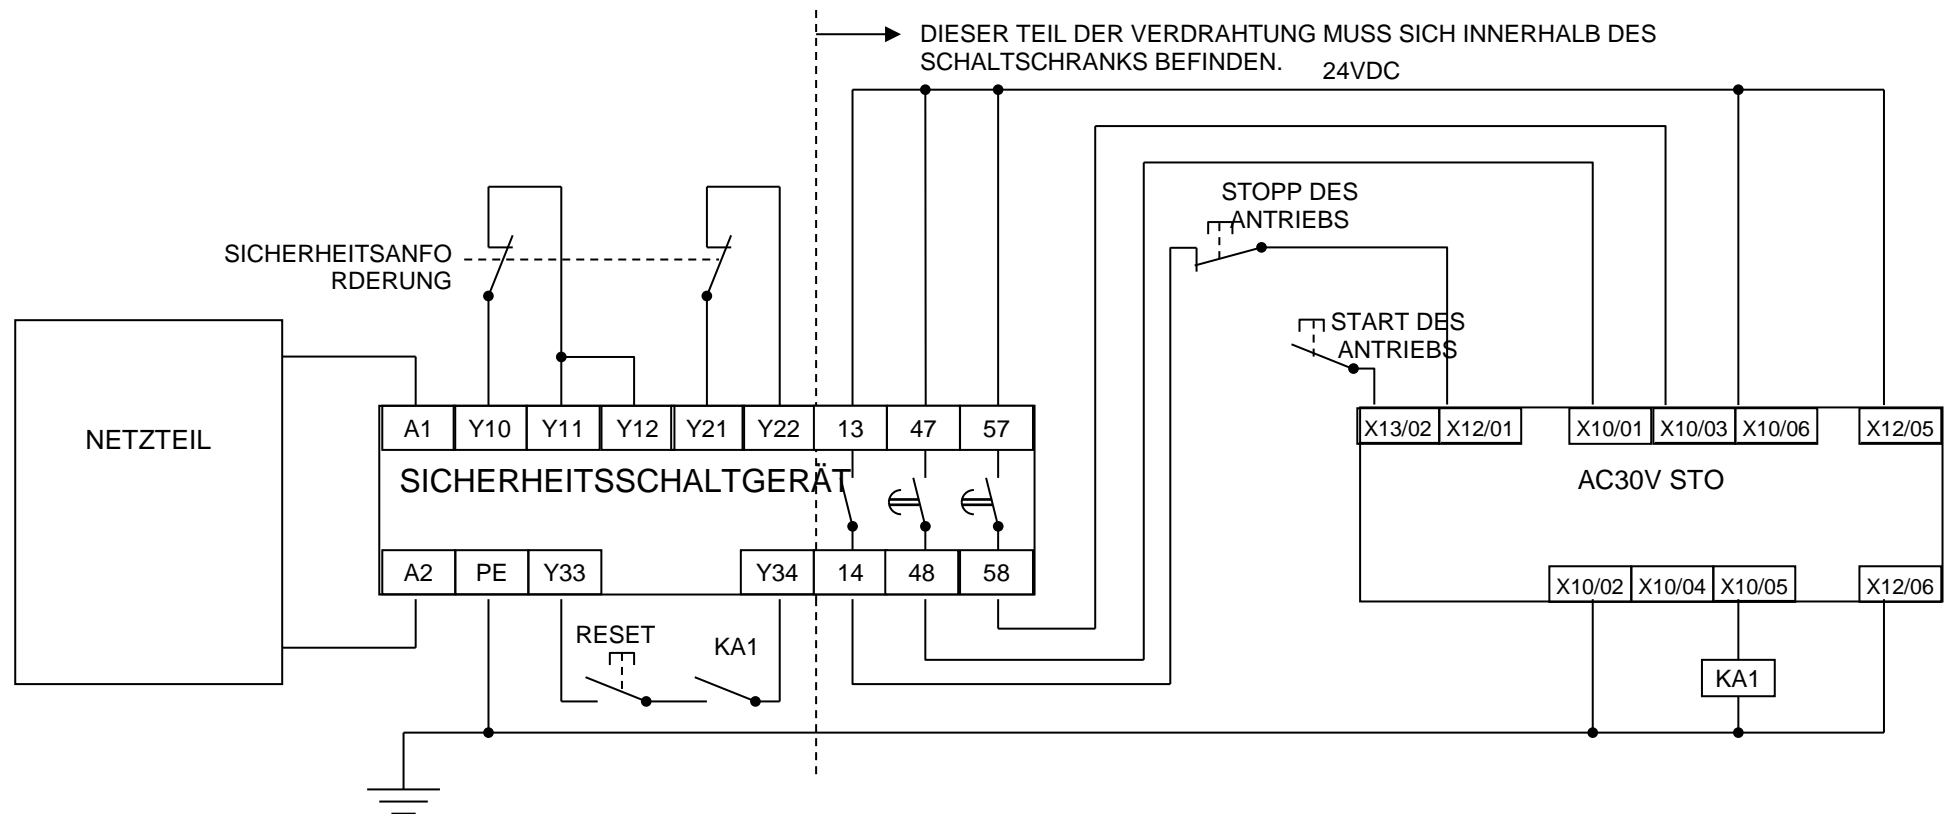 DIESER TEIL DER VERDRAHTUNG MUSS SICH INNERHALB DES
SCHALTSCHRANKS BEFINDEN.
24VDC
STOPP DES
ANTRIEBS
SICHERHEITSANFO
RDERUNG
START DES
ANTRIEBS
NETZTEIL
A1 Y10 Y11 Y12 Y21 Y22 13 47 57
X13/02 X12/01 X10/01 X10/03 X10/06 X12/05
SICHERHEITSSCHALTGERÄT
AC30V STO
A2 PE Y33 Y34 14 48 58
X10/02 X10/04 X10/05 X12/06
RESET
KA1
KA1